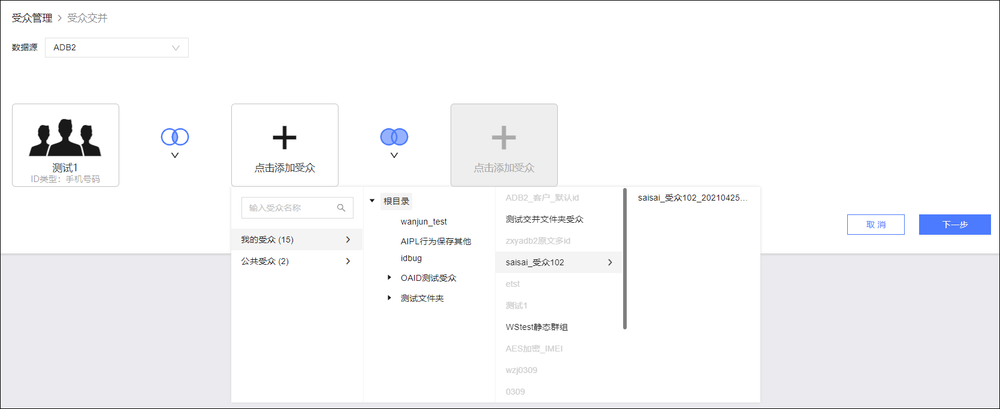 受众管理 > 受众交并
数据源 ADB2
测试1
ID类型：手机号码
点击添加受众
点击添加受众
输入受众名称
我的受众 (15)
公共受众 (2)
根目录
wanjun_test
AIPL行为保存其他
idbug
OAID测试受众
测试文件夹
ADB2_客户_默认id
测试交并文件夹受众
zxyadb2原文多id
saisai_受众102
etst
测试1
WStest静态群组
AES加密_IMEI
wzj0309
0309
saisai_受众102_20210425...
取 消
下一步